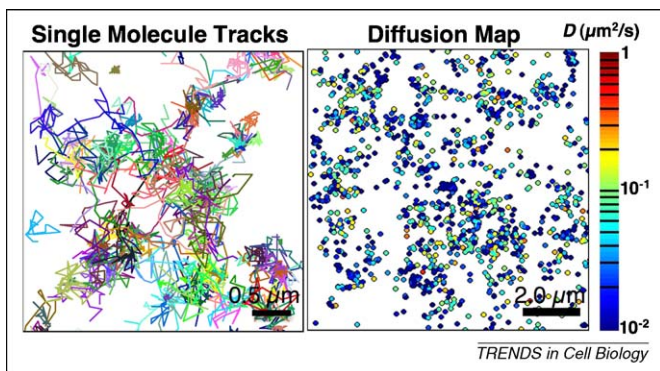 Single Molecule Tracks
Diffusion Map
D (µm²/s)
1
10⁻¹
10⁻²
0.5 µm
2.0 µm
TRENDS in Cell Biology